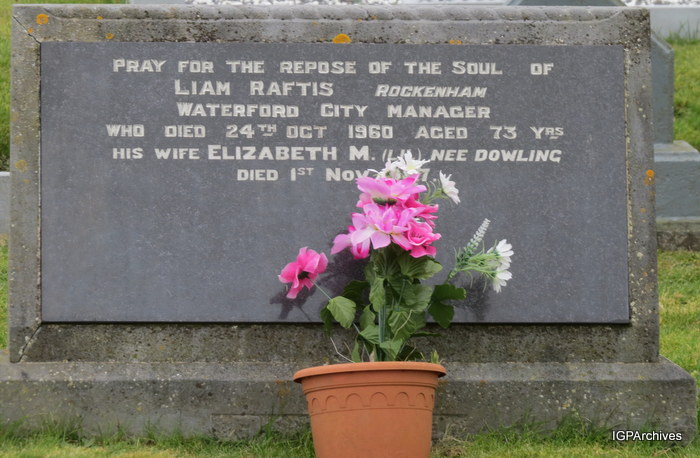 PRAY FOR THE REPOSE OF THE SOUL OF
LIAM RAFTIS ROCKENHAM
WATERFORD CITY MANAGER
WHO DIED 24TH OCT 1960 AGED 73 YRS
HIS WIFE ELIZABETH M. NEE DOWLING
DIED 1ST NOV
IGPArchives